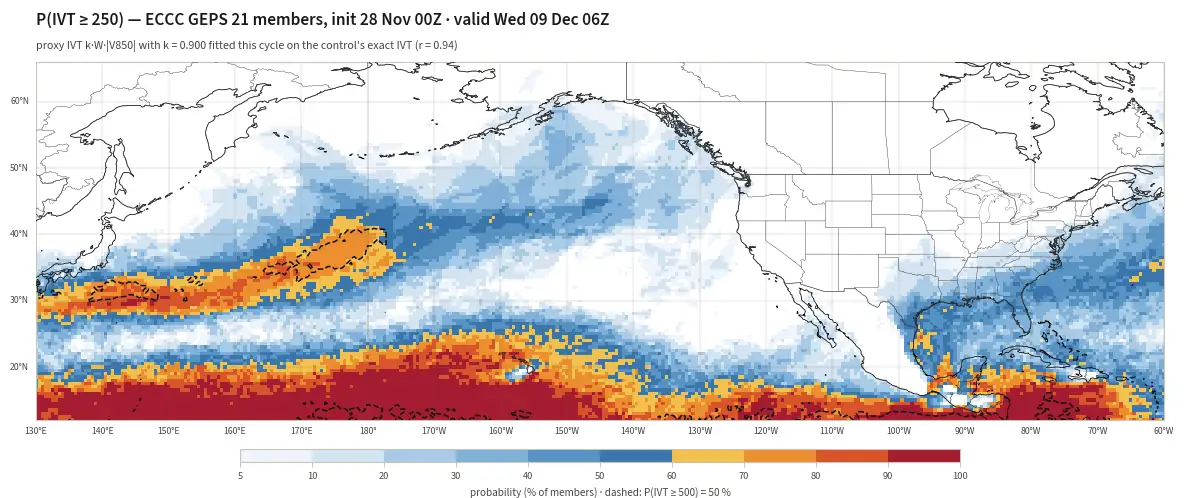 P(IVT ≥ 250) — ECCC GEPS 21 members, init 28 Nov 00Z · valid Wed 09 Dec 06Z
proxy IVT k·W·|V850| with k = 0.900 fitted this cycle on the control's exact IVT (r = 0.94)
60°N
50°N
40°N
30°N
20°N
130°E 140°E 150°E 160°E 170°E 180° 170°W 160°W 150°W 140°W 130°W 120°W 110°W 100°W 90°W 80°W 70°W 60°W
5 10 20 30 40 50 60 70 80 90 100
probability (% of members) · dashed: P(IVT ≥ 500) = 50 %